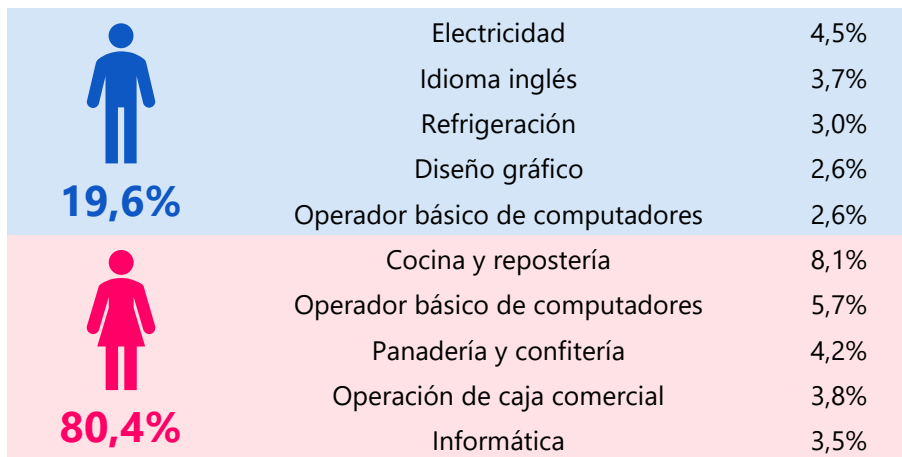 Electricidad 4,5%
Idioma inglés 3,7%
Refrigeración 3,0%
Diseño gráfico 2,6%
19,6%
Operador básico de computadores 2,6%
Cocina y repostería 8,1%
Operador básico de computadores 5,7%
Panadería y confitería 4,2%
Operación de caja comercial 3,8%
80,4%
Informática 3,5%